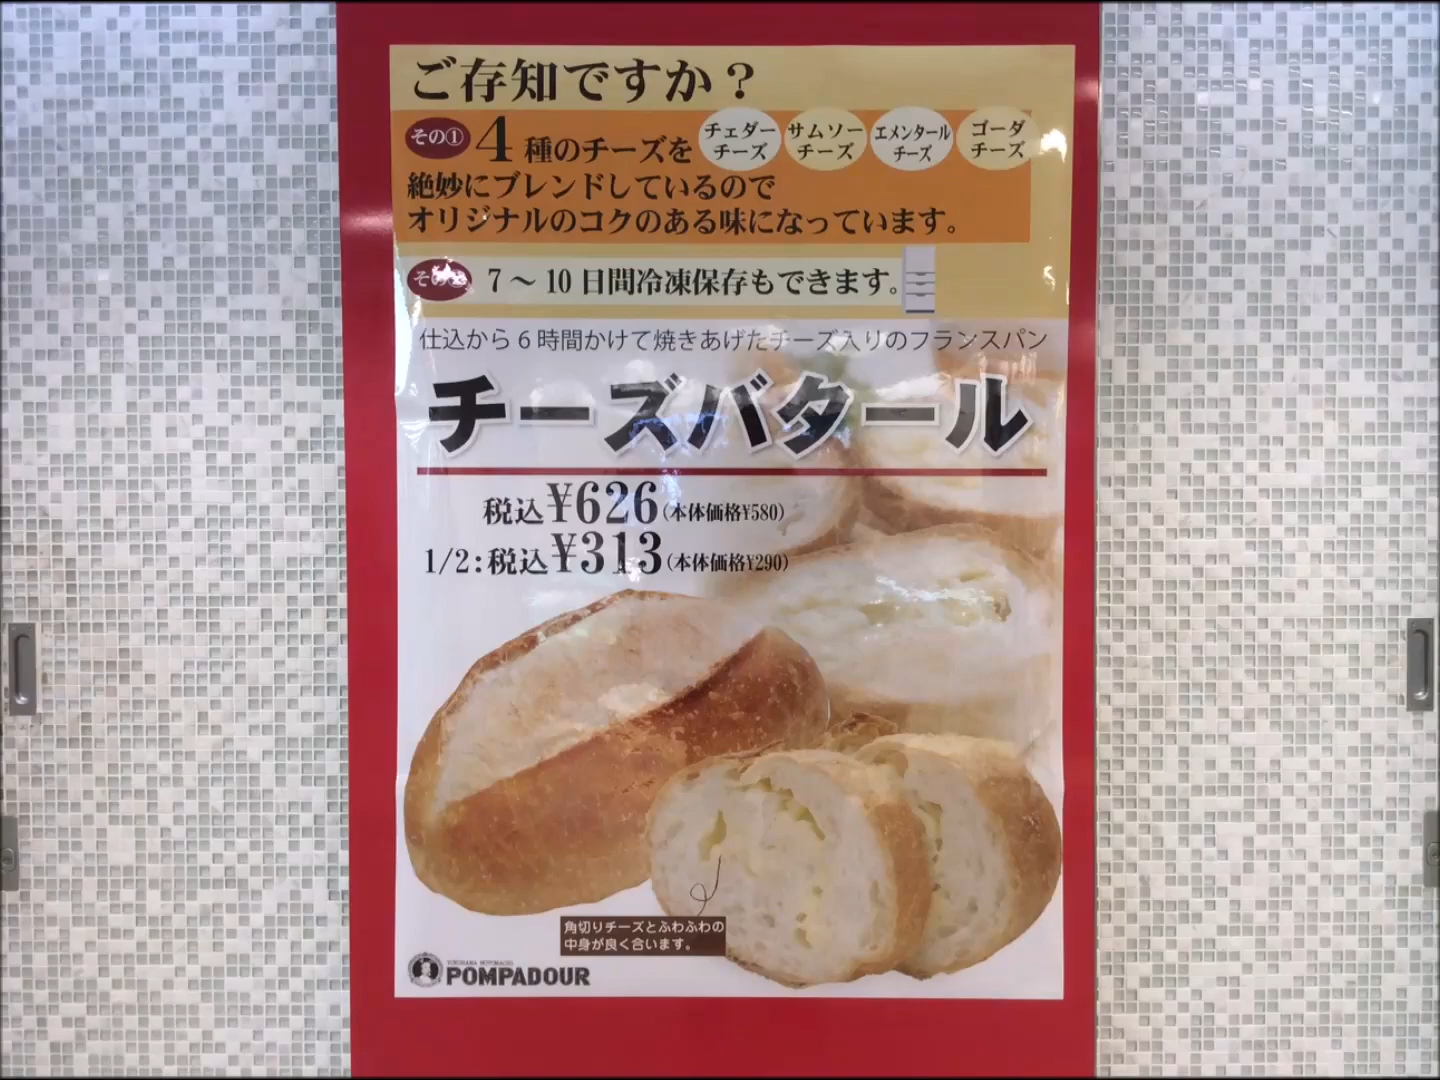 ご存知ですか？
その① 4種のチーズを チェダーチーズ サムソーチーズ エメンタールチーズ ゴーダチーズ
絶妙にブレンドしているので
オリジナルのコクのある味になっています。
7〜10日間冷凍保存もできます。
仕込から6時間かけて焼きあげたチーズ入りのフランスパン
チーズバタール
税込¥626(本体価格¥580)
1/2:税込¥313(本体価格¥290)
角切りチーズとふわふわの
中身が良く合います。
YOKOHAMA MOTOMACHI
POMPADOUR